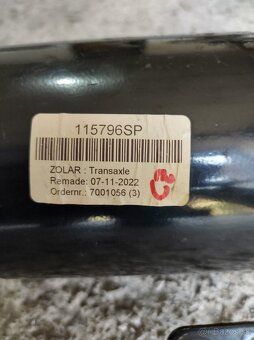 115796SP
ZOLAR : Transaxle
Remade: 07-11-2022
Ordernr.: 7001056 (3)